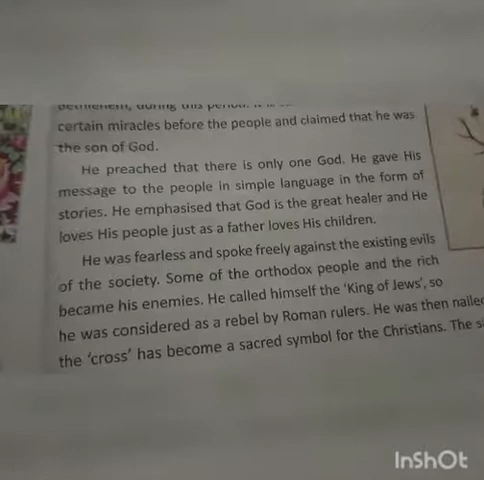 certain miracles before the people and claimed that he was
the son of God.
He preached that there is only one God. He gave His
message to the people in simple language in the form of
stories. He emphasised that God is the great healer and He
loves His people just as a father loves His children.
He was fearless and spoke freely against the existing evils
of the society. Some of the orthodox people and the rich
became his enemies. He called himself the 'King of Jews', so
he was considered as a rebel by Roman rulers. He was then nailed
the 'cross' has become a sacred symbol for the Christians. The
InShOt